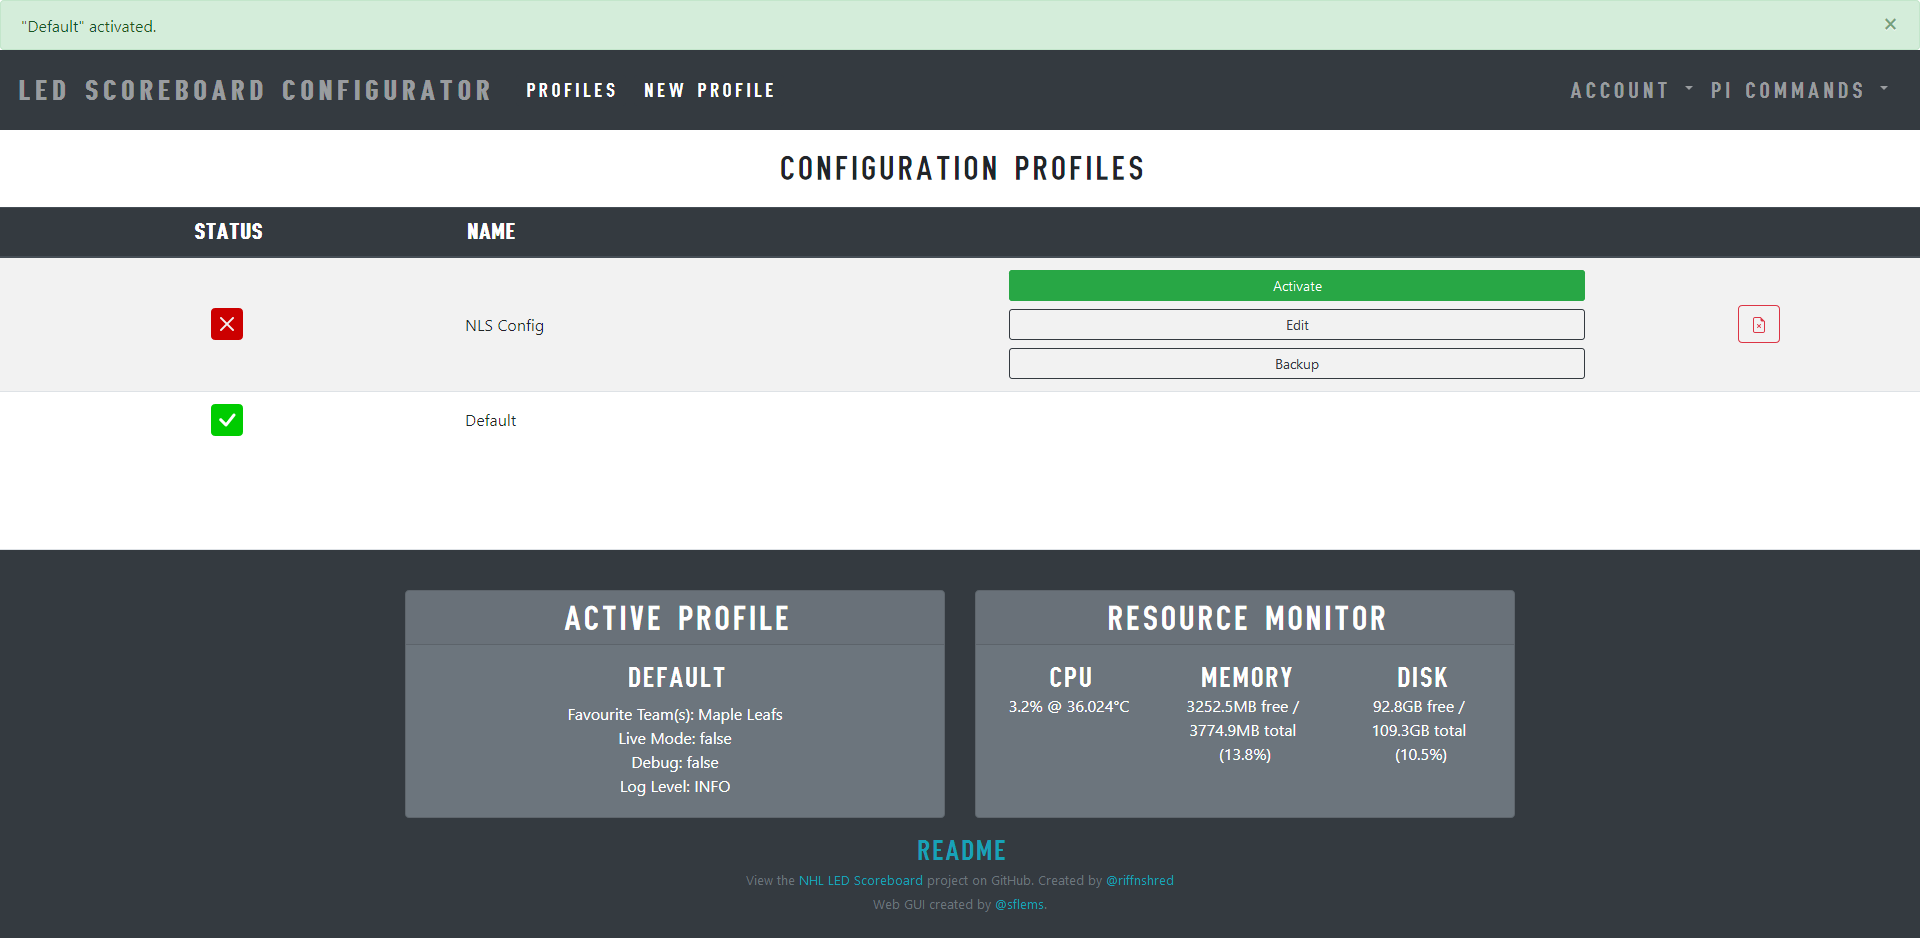 "Default" activated.
×
LED SCOREBOARD CONFIGURATOR PROFILES NEW PROFILE ACCOUNT PI COMMANDS
CONFIGURATION PROFILES
STATUS NAME
Activate
NLS Config Edit
Backup
Default
ACTIVE PROFILE
DEFAULT
Favourite Team(s): Maple Leafs
Live Mode: false
Debug: false
Log Level: INFO
RESOURCE MONITOR
CPU
3.2% @ 36.024°C
MEMORY
3252.5MB free /
3774.9MB total
(13.8%)
DISK
92.8GB free /
109.3GB total
(10.5%)
README
View the NHL LED Scoreboard project on GitHub. Created by @riffnshred
Web GUI created by @sflems.